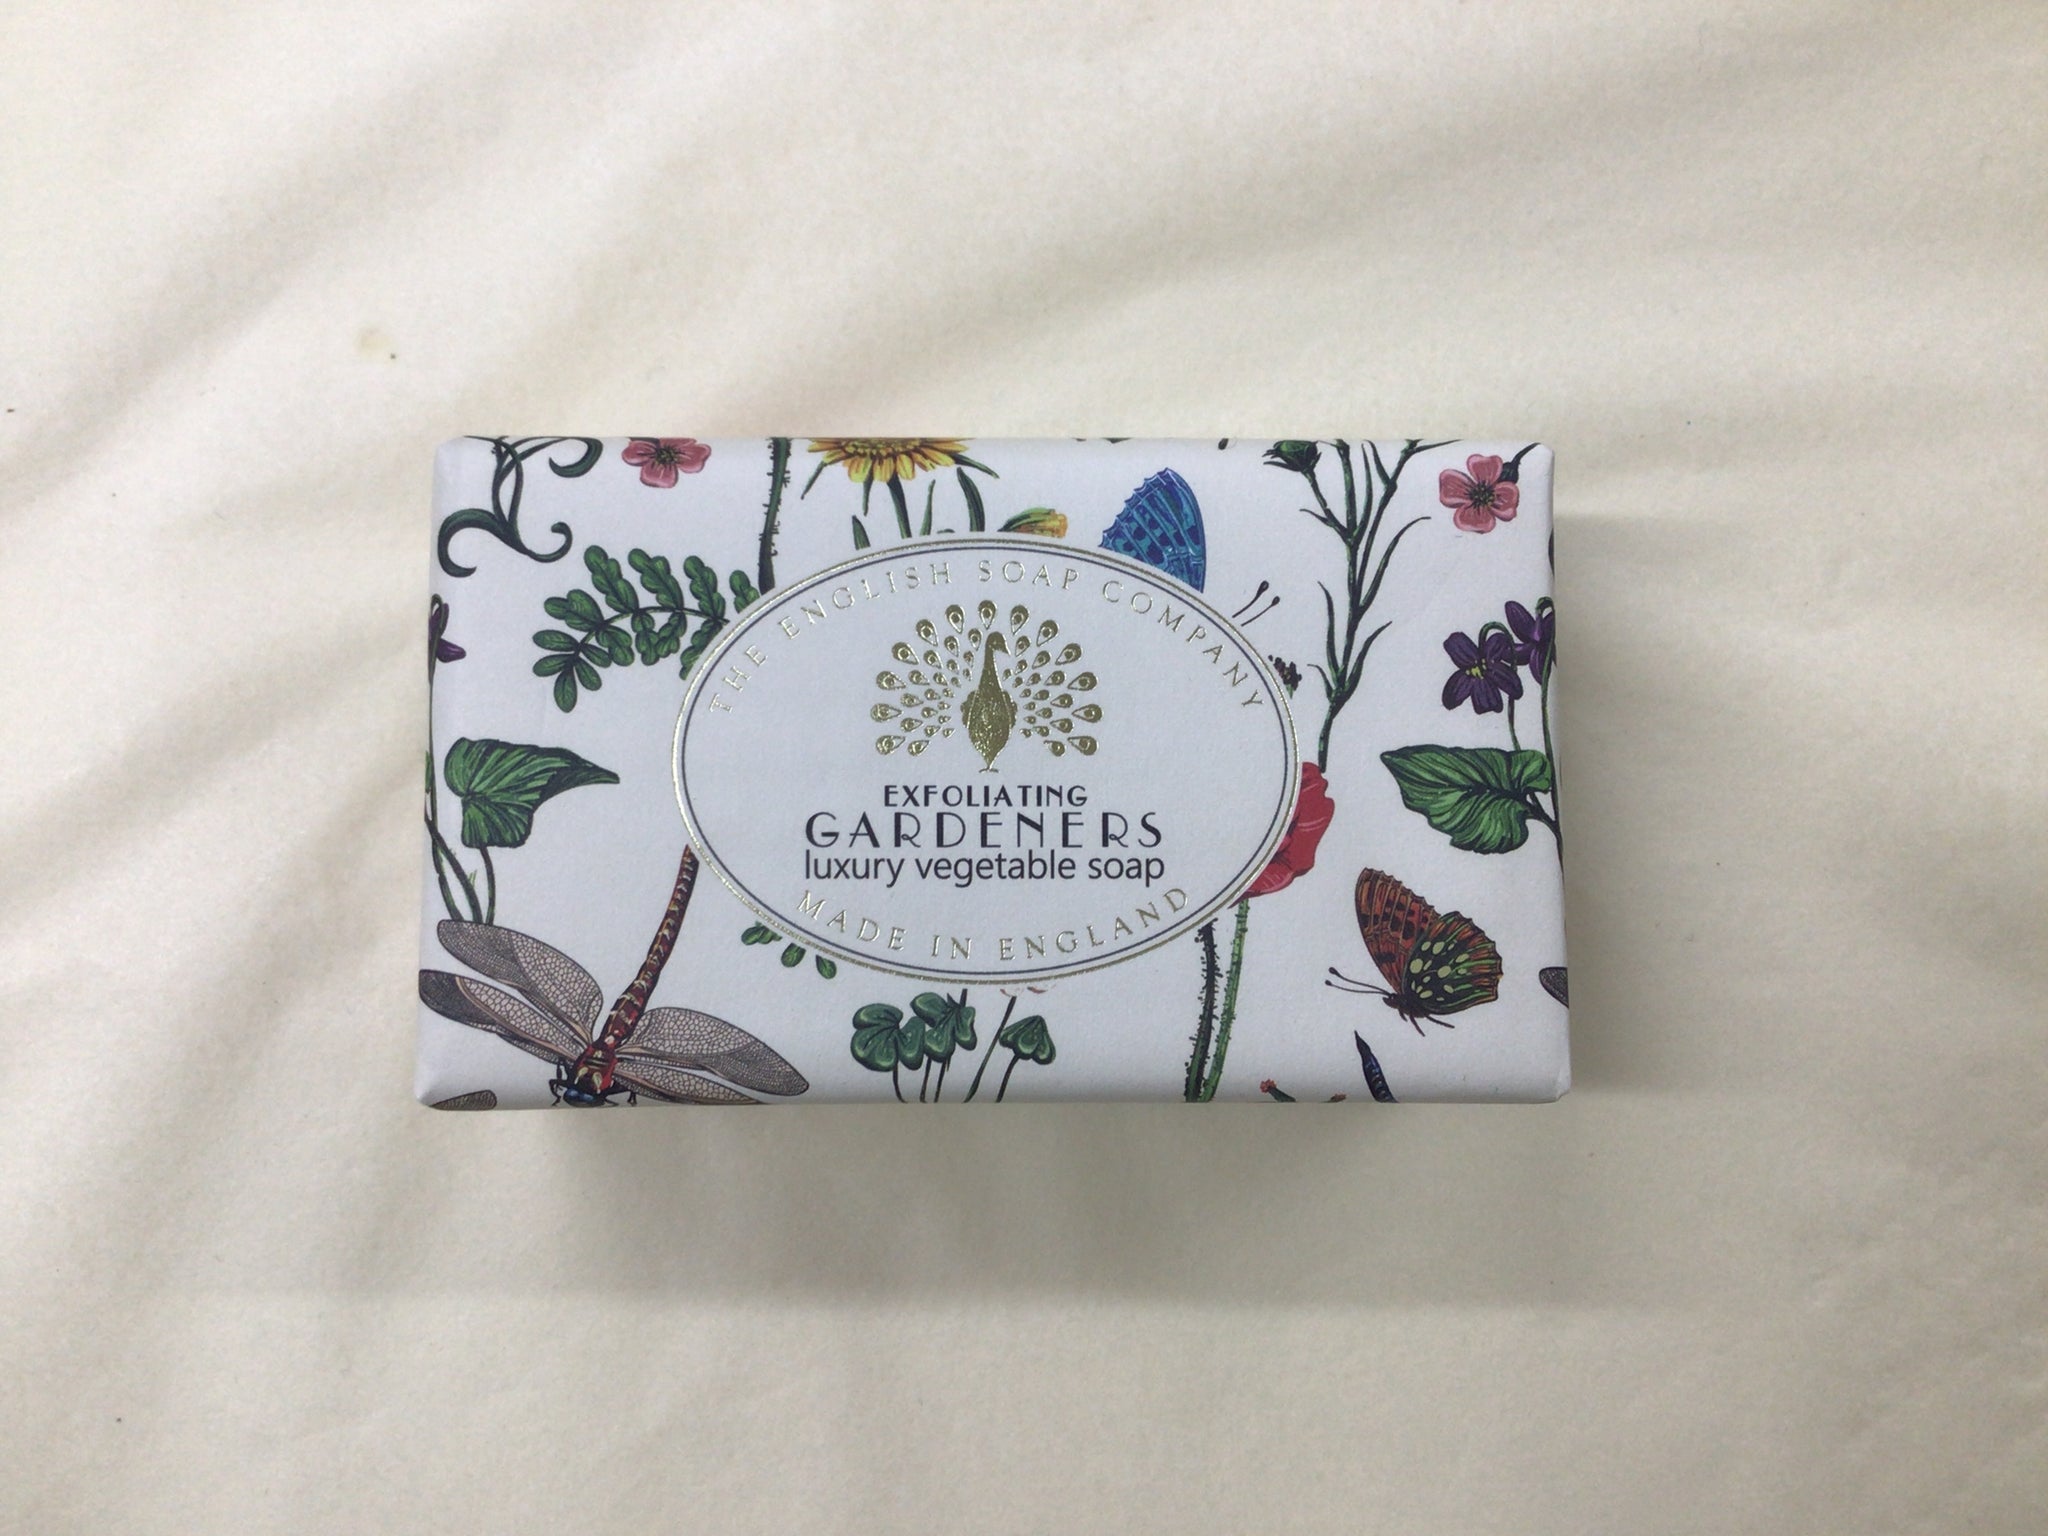 THE ENGLISH SOAP COMPANY
EXFOLIATING
GARDENERS
luxury vegetable soap
MADE IN ENGLAND